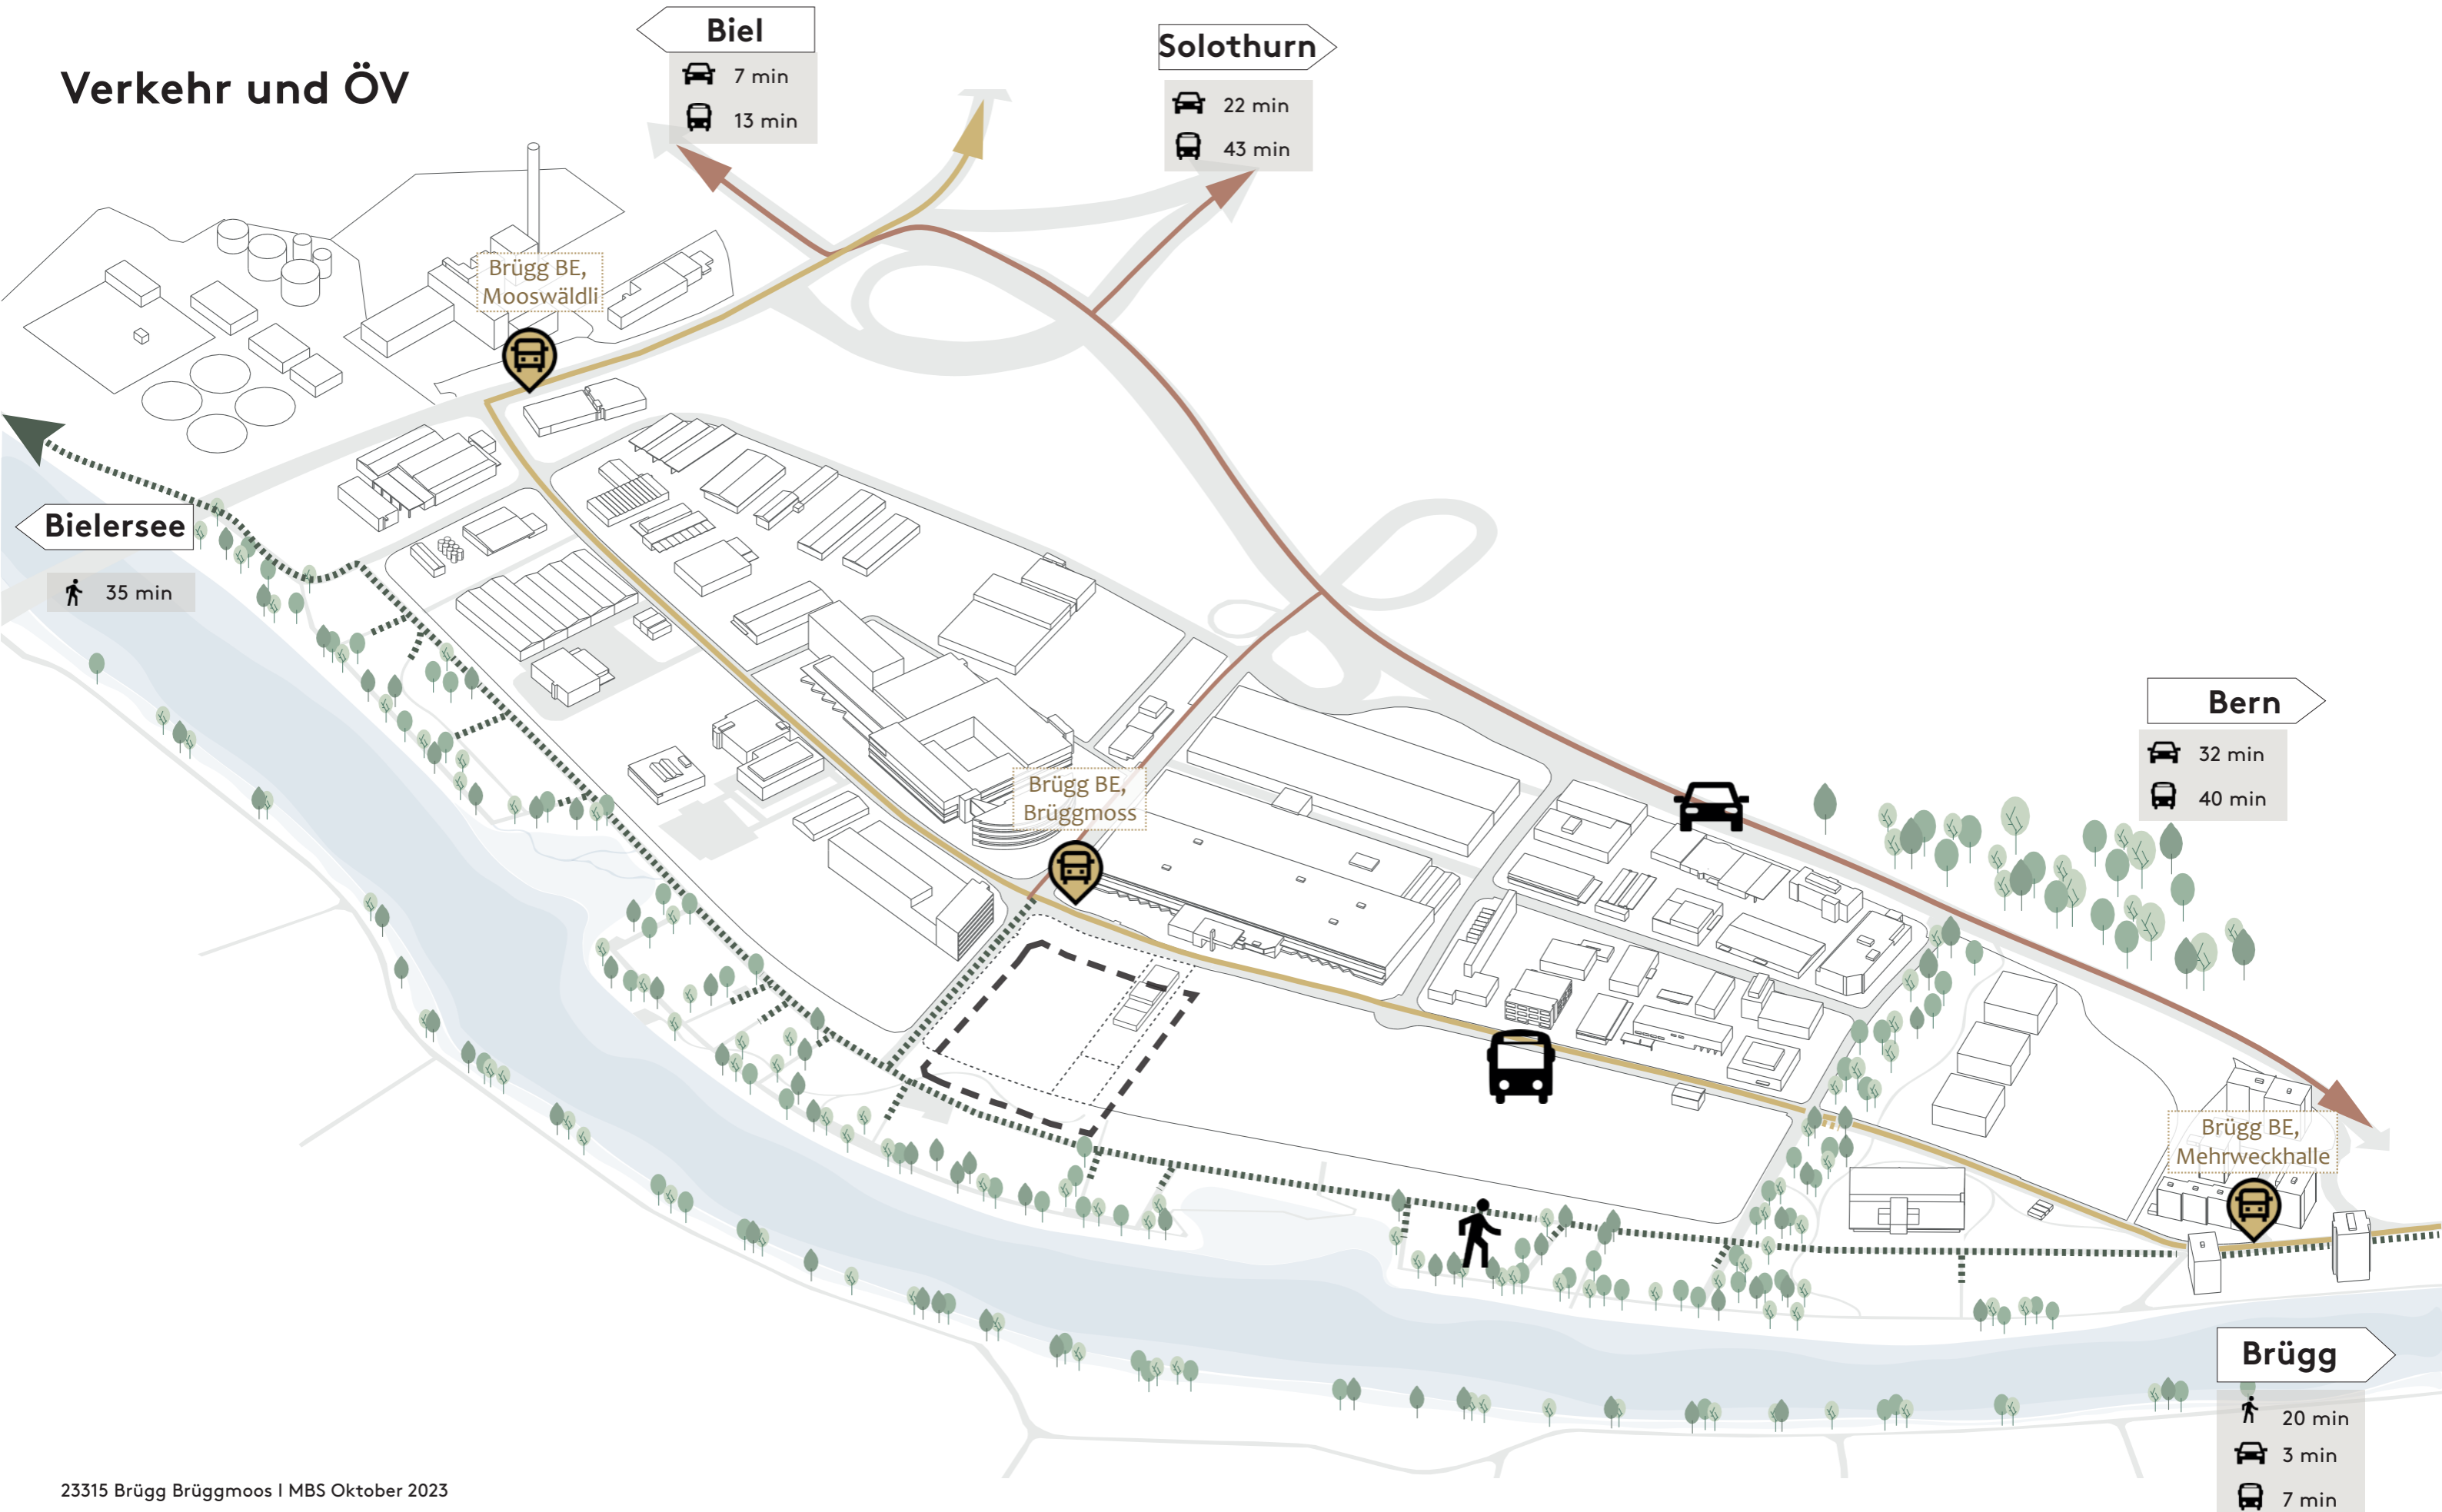 Verkehr und ÖV
Biel
7 min
13 min
Solothurn
22 min
43 min
Brügg BE,
Mooswäldli
Bielersee
35 min
Brügg BE,
Brüggmoss
Bern
32 min
40 min
Brügg BE,
Mehrweckhalle
Brügg
20 min
3 min
7 min
23315 Brügg Brüggmoos I MBS Oktober 2023